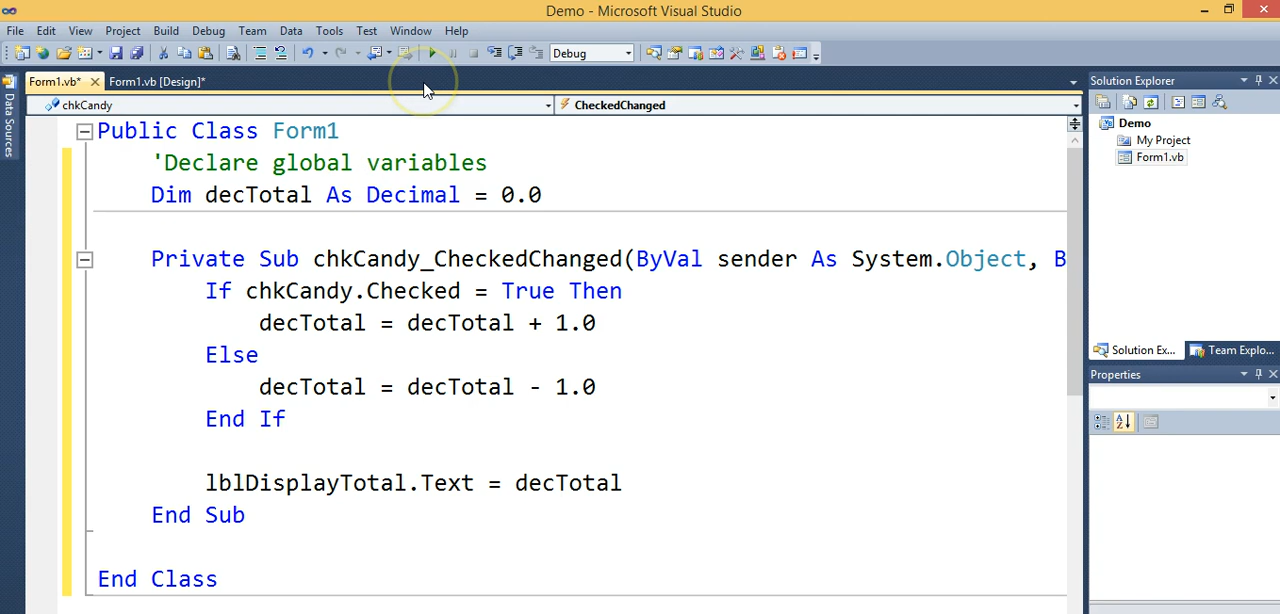 Demo - Microsoft Visual Studio
File Edit View Project Build Debug Team Data Tools Test Window Help
Debug
Form1.vb* Form1.vb [Design]*
chkCandy CheckedChanged
Data Sources
Public Class Form1
'Declare global variables
Dim decTotal As Decimal = 0.0
Private Sub chkCandy_CheckedChanged(ByVal sender As System.Object, B
If chkCandy.Checked = True Then
decTotal = decTotal + 1.0
Else
decTotal = decTotal - 1.0
End If
lblDisplayTotal.Text = decTotal
End Sub
End Class
Solution Explorer
Demo
My Project
Form1.vb
Solution Ex... Team Explo...
Properties